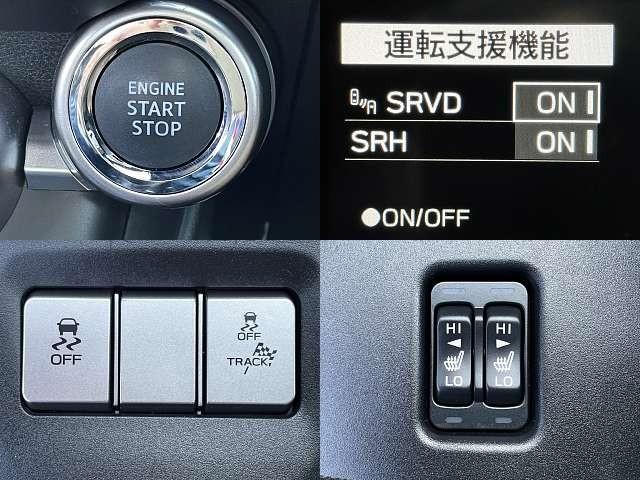 ENGINE
START
STOP
運転支援機能
SRVD ON
SRH ON
●ON/OFF
OFF
OFF
TRACK
HI HI
LO LO